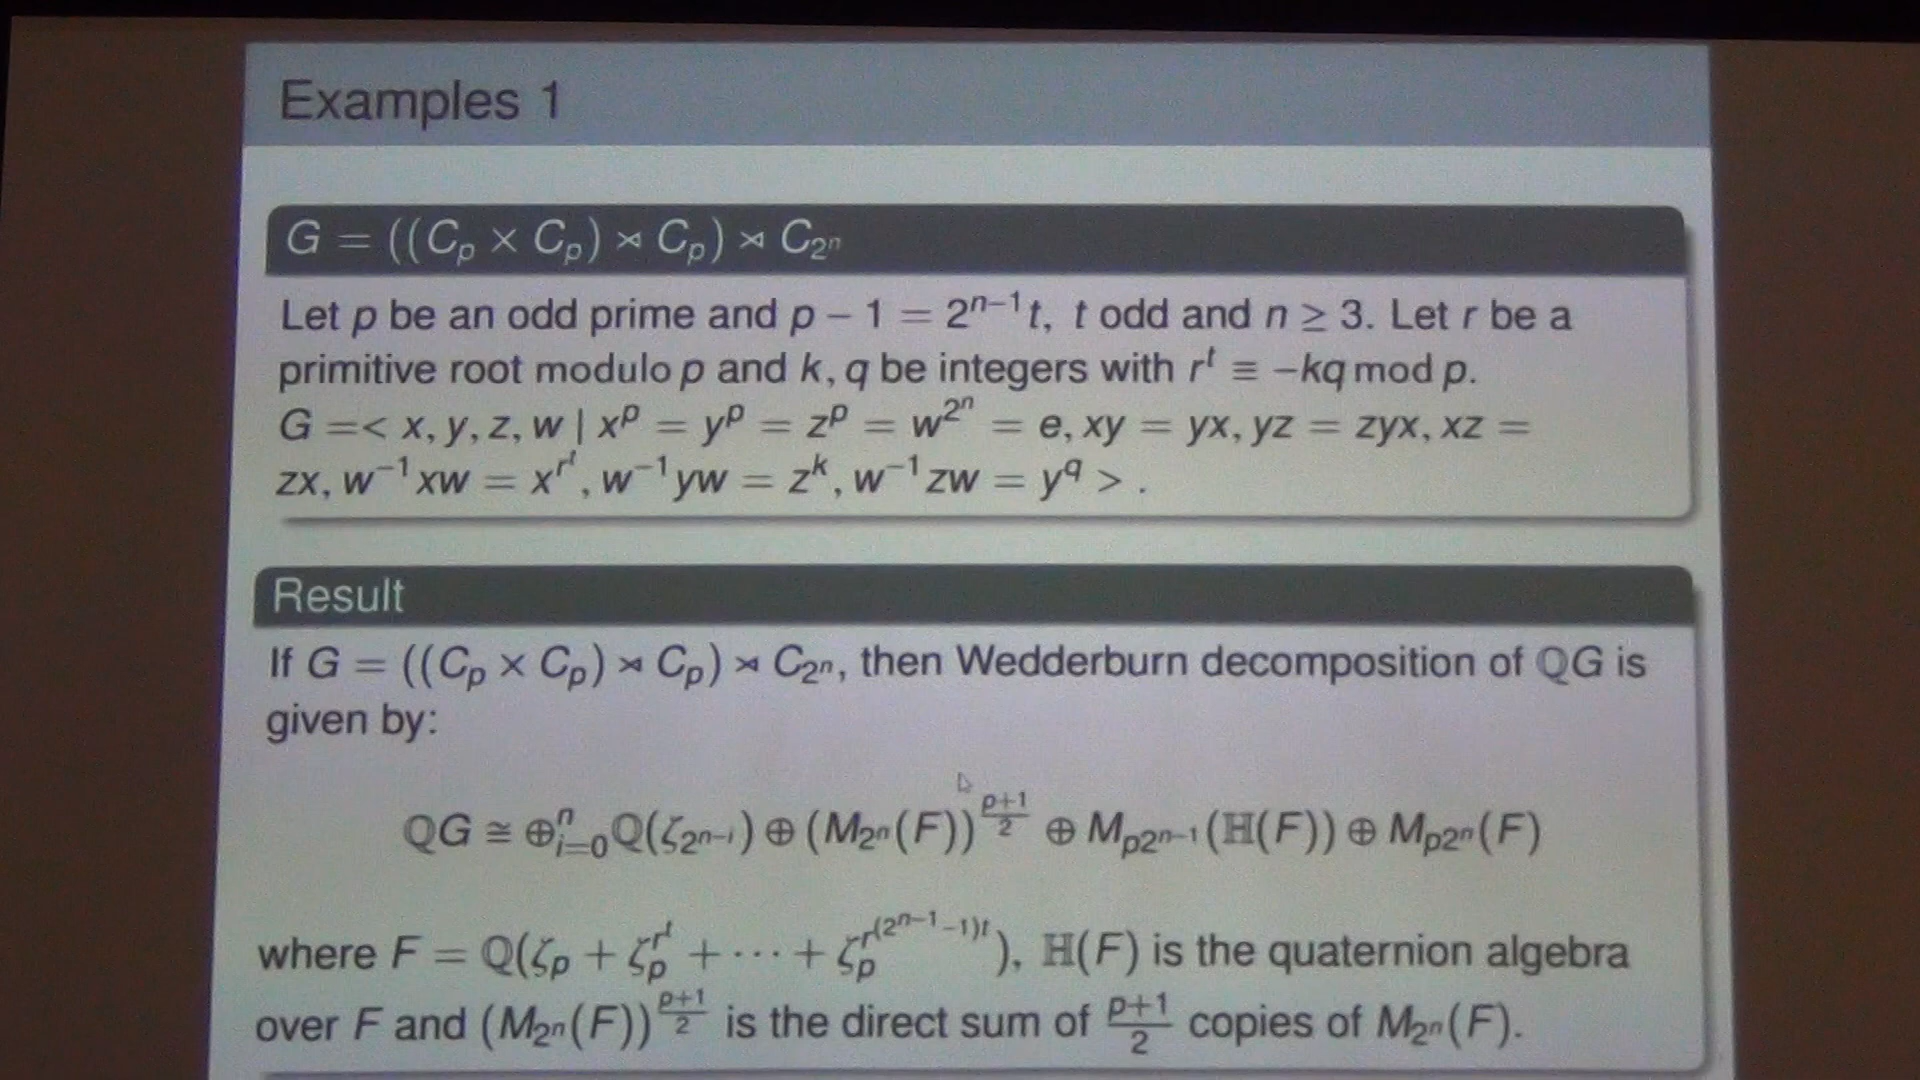 Examples 1
G = ((C_p × C_p) ⋊ C_p) ⋊ C_{2^n}
Let p be an odd prime and p − 1 = 2^{n−1}t, t odd and n ≥ 3. Let r be a
primitive root modulo p and k, q be integers with r^t ≡ −kq mod p.
G =< x, y, z, w | x^p = y^p = z^p = w^{2^n} = e, xy = yx, yz = zyx, xz =
zx, w^{−1}xw = x^{r^t}, w^{−1}yw = z^k, w^{−1}zw = y^q > .
Result
If G = ((C_p × C_p) ⋊ C_p) ⋊ C_{2^n}, then Wedderburn decomposition of ℚG is
given by:
ℚG ≅ ⊕_{i=0}^{n} ℚ(ζ_{2^{n−i}}) ⊕ (M_{2^n}(F))^{\frac{p+1}{2}} ⊕ M_{p2^{n−1}}(ℍ(F)) ⊕ M_{p2^n}(F)
where F = ℚ(ζ_p + ζ_p^{r^t} + ⋯ + ζ_p^{r^{(2^{n−1}−1)t}}), ℍ(F) is the quaternion algebra
over F and (M_{2^n}(F))^{\frac{p+1}{2}} is the direct sum of \frac{p+1}{2} copies of M_{2^n}(F).